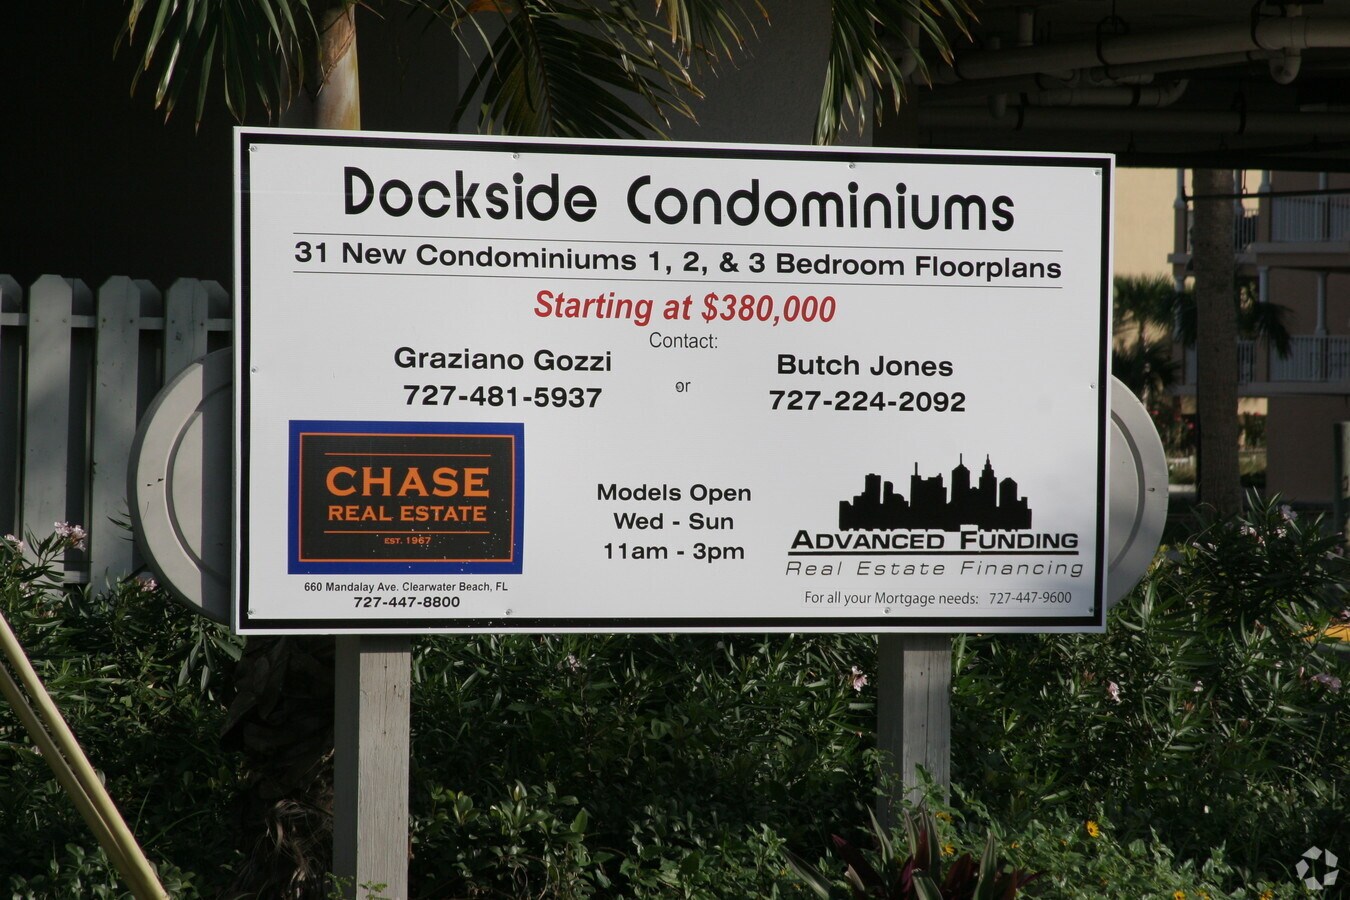 Dockside Condominiums
31 New Condominiums 1, 2, & 3 Bedroom Floorplans
Starting at $380,000
Contact:
Graziano Gozzi
727-481-5937
or
Butch Jones
727-224-2092
CHASE
REAL ESTATE
EST. 1967
660 Mandalay Ave. Clearwater Beach, FL
727-447-8800
Models Open
Wed - Sun
11am - 3pm
ADVANCED FUNDING
Real Estate Financing
For all your Mortgage needs: 727-447-9600